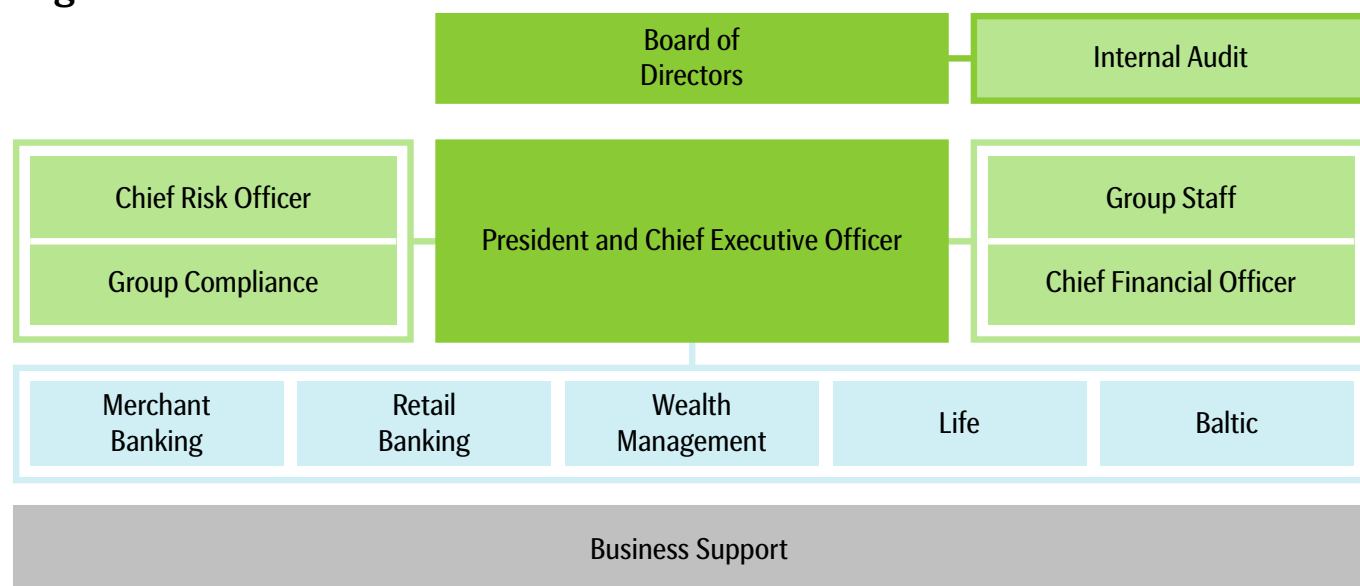 Board of
Directors
Internal Audit
Chief Risk Officer
Group Compliance
President and Chief Executive Officer
Group Staff
Chief Financial Officer
Merchant
Banking
Retail
Banking
Wealth
Management
Life
Baltic
Business Support